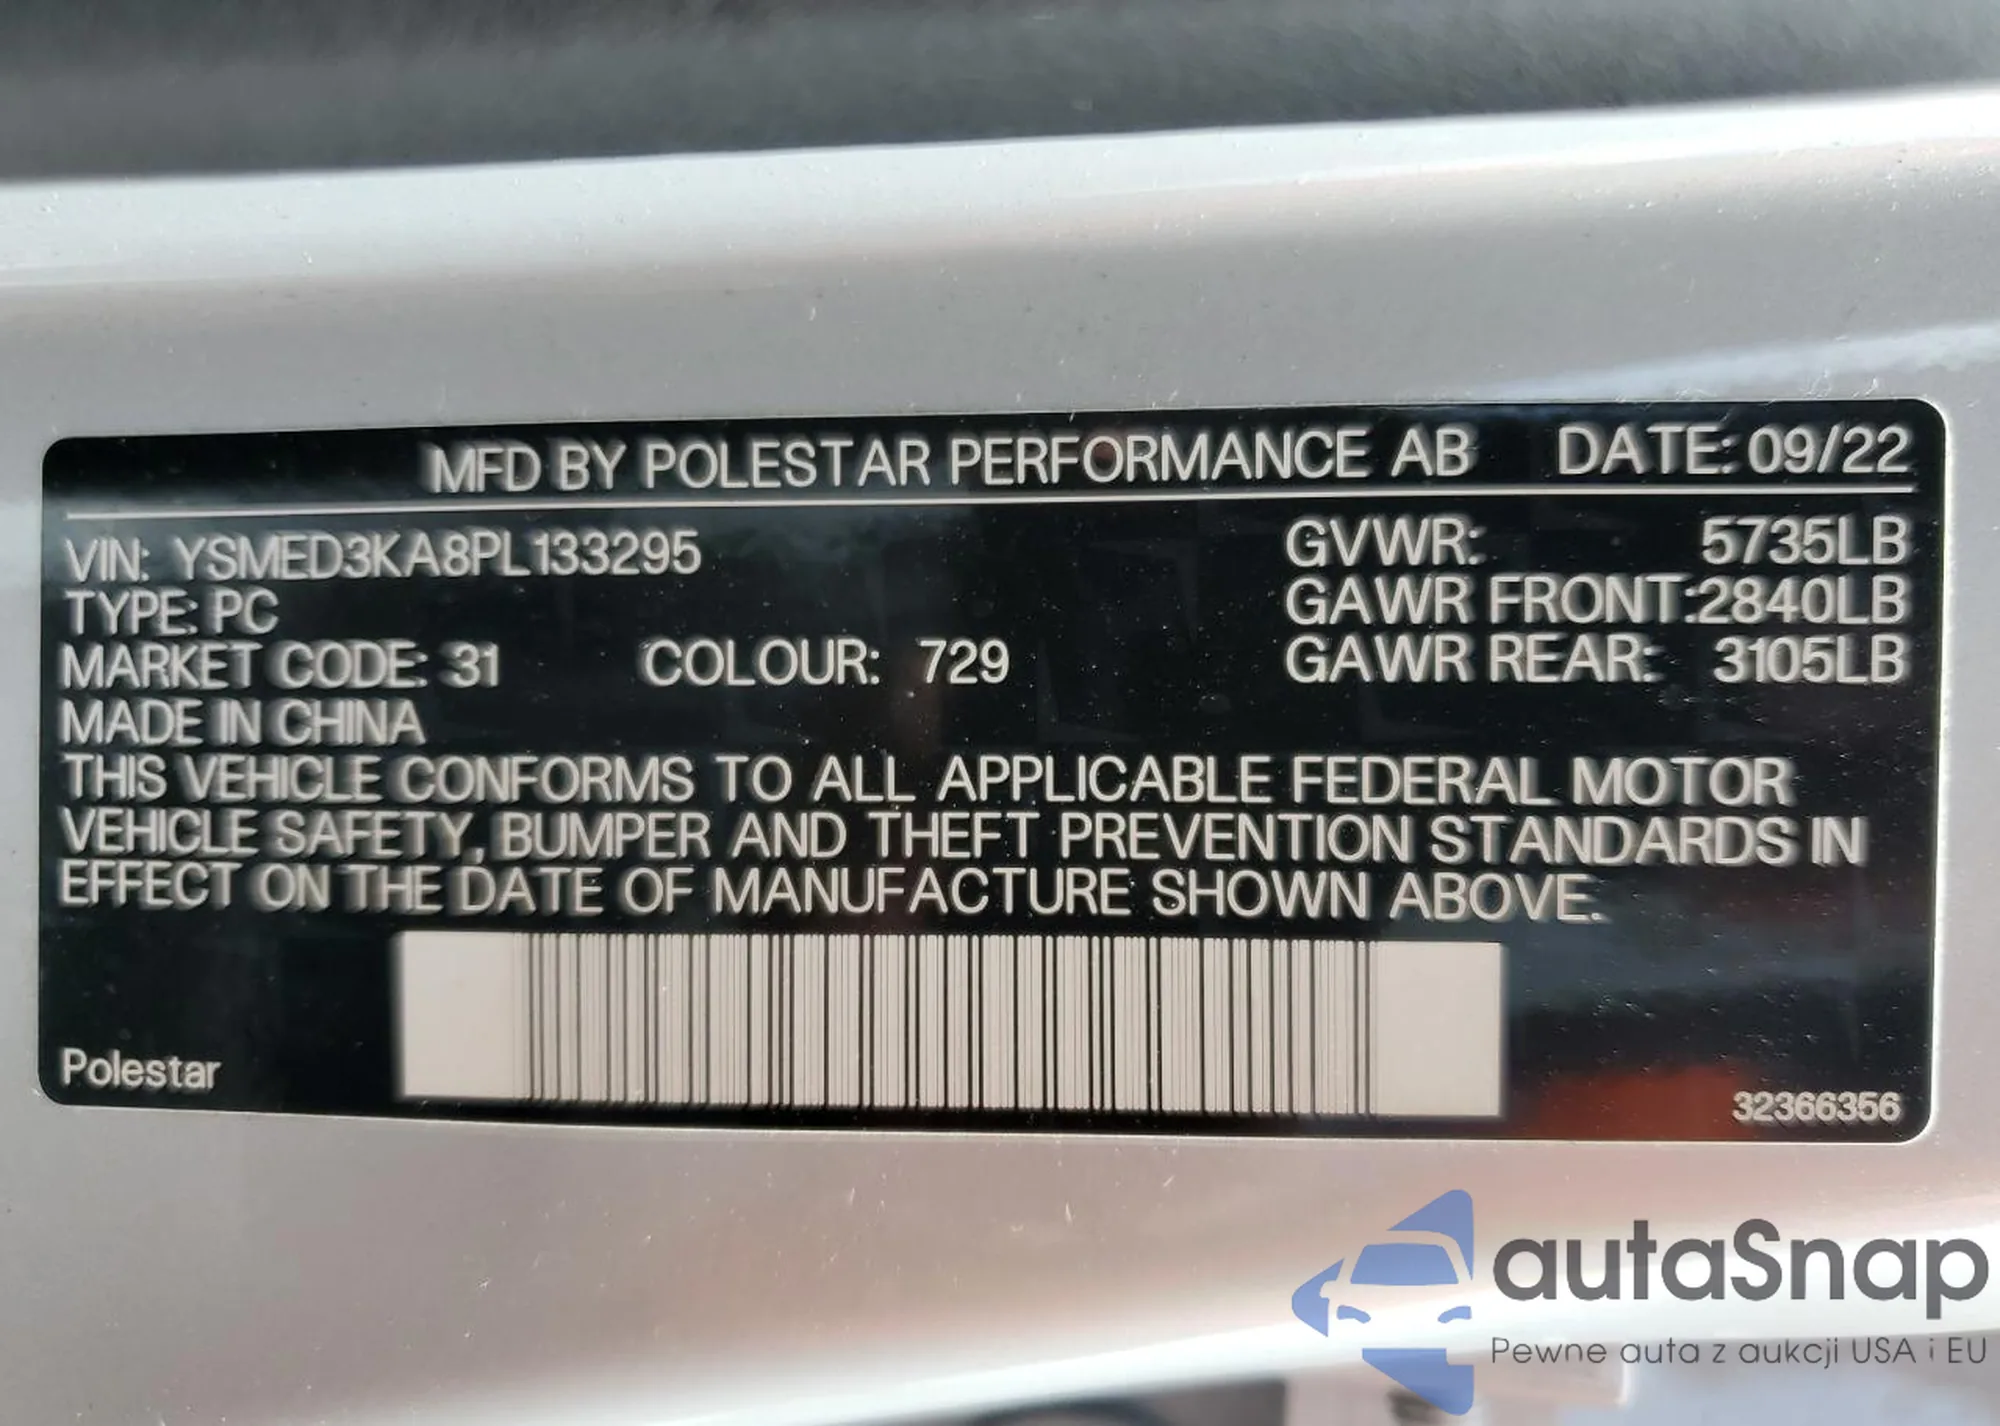 MFD BY POLESTAR PERFORMANCE AB DATE: 09/22
VIN: YSMED3KA8PL133295 GVWR: 5735LB
TYPE: PC GAWR FRONT:2840LB
MARKET CODE: 31 COLOUR: 729 GAWR REAR: 3105LB
MADE IN CHINA
THIS VEHICLE CONFORMS TO ALL APPLICABLE FEDERAL MOTOR
VEHICLE SAFETY, BUMPER AND THEFT PREVENTION STANDARDS IN
EFFECT ON THE DATE OF MANUFACTURE SHOWN ABOVE.
Polestar
32366356
autaSnap
Pewne auta z aukcji USA i EU